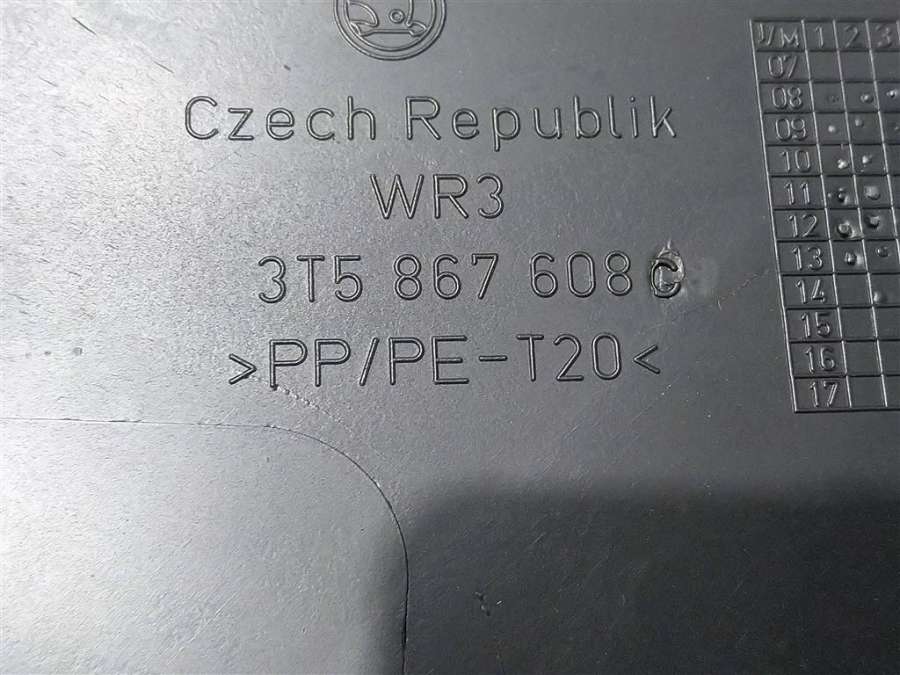 Czech Republik
WR3
3T5 867 608 C
>PP/PE-T20<
J/M 1 2 3
07
08
09
10
11
12
13
14
15
16
17